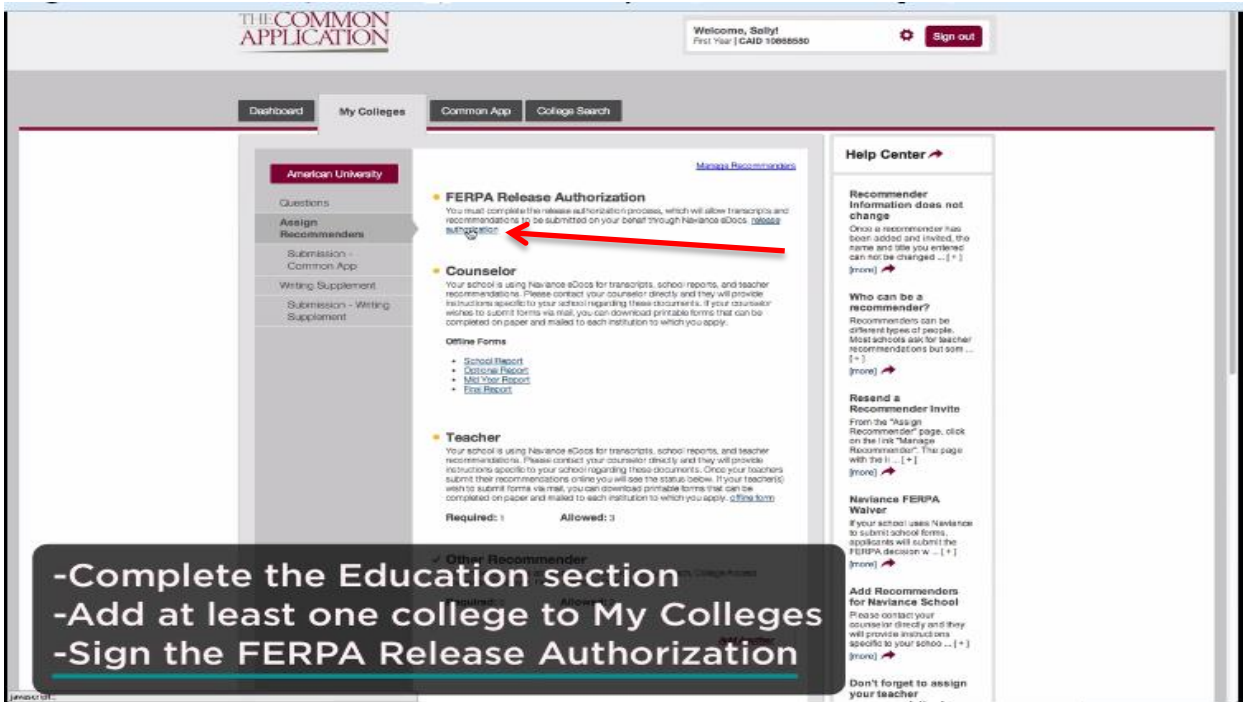 THE COMMON
APPLICATION
Welcome, Sally!
First Year | CAID 10868580
Sign out
Dashboard
My Colleges
Common App
College Search
American University
Questions
Assign
Recommenders
Submission -
Common App
Writing Supplement
Submission - Writing
Supplement
Manage Recommenders
FERPA Release Authorization
You must complete the release authorization process, which will allow transcripts and
recommendations to be submitted on your behalf through Naviance eDocs. release
authorization
Counselor
Your school is using Naviance eDocs for transcripts, school reports, and teacher
recommendations. Please contact your counselor directly and they will provide
instructions specific to your school regarding these documents. If your counselor
wishes to submit forms via mail, you can download printable forms that can be
completed on paper and mailed to each institution to which you apply.
Offline Forms
School Report
Optional Report
Mid Year Report
Final Report
Teacher
Your school is using Naviance eDocs for transcripts, school reports, and teacher
recommendations. Please contact your counselor directly and they will provide
instructions specific to your school regarding these documents. Once your teachers
submit their recommendations online you will see the status below. If your teacher(s)
wish to submit forms via mail, you can download printable forms that can be
completed on paper and mailed to each institution to which you apply. offline form
Required: 1 Allowed: 3
Other Recommender
College Access
Required: Allowed:
-Complete the Education section
-Add at least one college to My Colleges
-Sign the FERPA Release Authorization
Help Center
Recommender
Information does not
change
Once a recommender has
been added and invited, the
name and title you entered
can not be changed ... [ + ]
[more]
Who can be a
recommender?
Recommenders can be
different types of people.
Most schools ask for teacher
recommendations but som ...
[ + ]
[more]
Resend a
Recommender Invite
From the "Assign
Recommender" page, click
on the link "Manage
Recommender". The page
with the li ... [ + ]
[more]
Naviance FERPA
Waiver
If your school uses Naviance
to submit school forms,
applicants will submit the
FERPA decision w ... [ + ]
[more]
Add Recommenders
for Naviance School
Please contact your
counselor directly and they
will provide instructions
specific to your schoo ... [ + ]
[more]
Don't forget to assign
your teacher